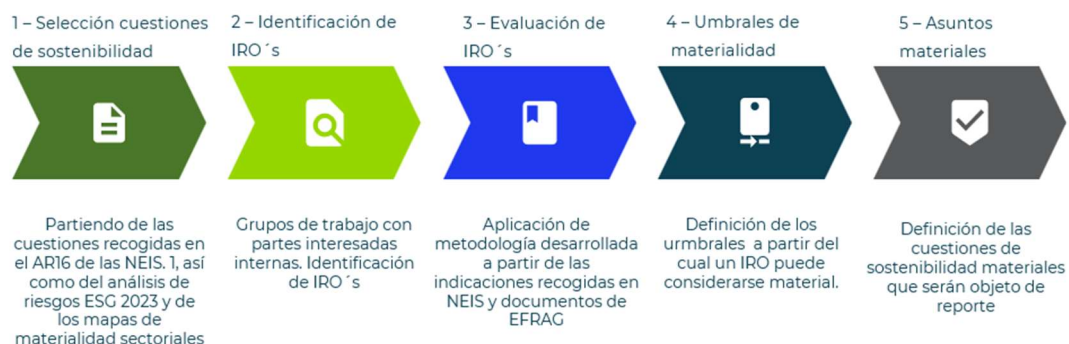 1 – Selección cuestiones
de sostenibilidad
2 – Identificación de
IRO´s
3 – Evaluación de
IRO´s
4 – Umbrales de
materialidad
5 – Asuntos
materiales
Partiendo de las
cuestiones recogidas en
el AR16 de las NEIS. 1, así
como del análisis de
riesgos ESG 2023 y de
los mapas de
materialidad sectoriales
Grupos de trabajo con
partes interesadas
internas. Identificación
de IRO´s
Aplicación de
metodología desarrollada
a partir de las
indicaciones recogidas en
NEIS y documentos de
EFRAG
Definición de los
urmbrales a partir del
cual un IRO puede
considerarse material.
Definición de las
cuestiones de
sostenibilidad materiales
que serán objeto de
reporte